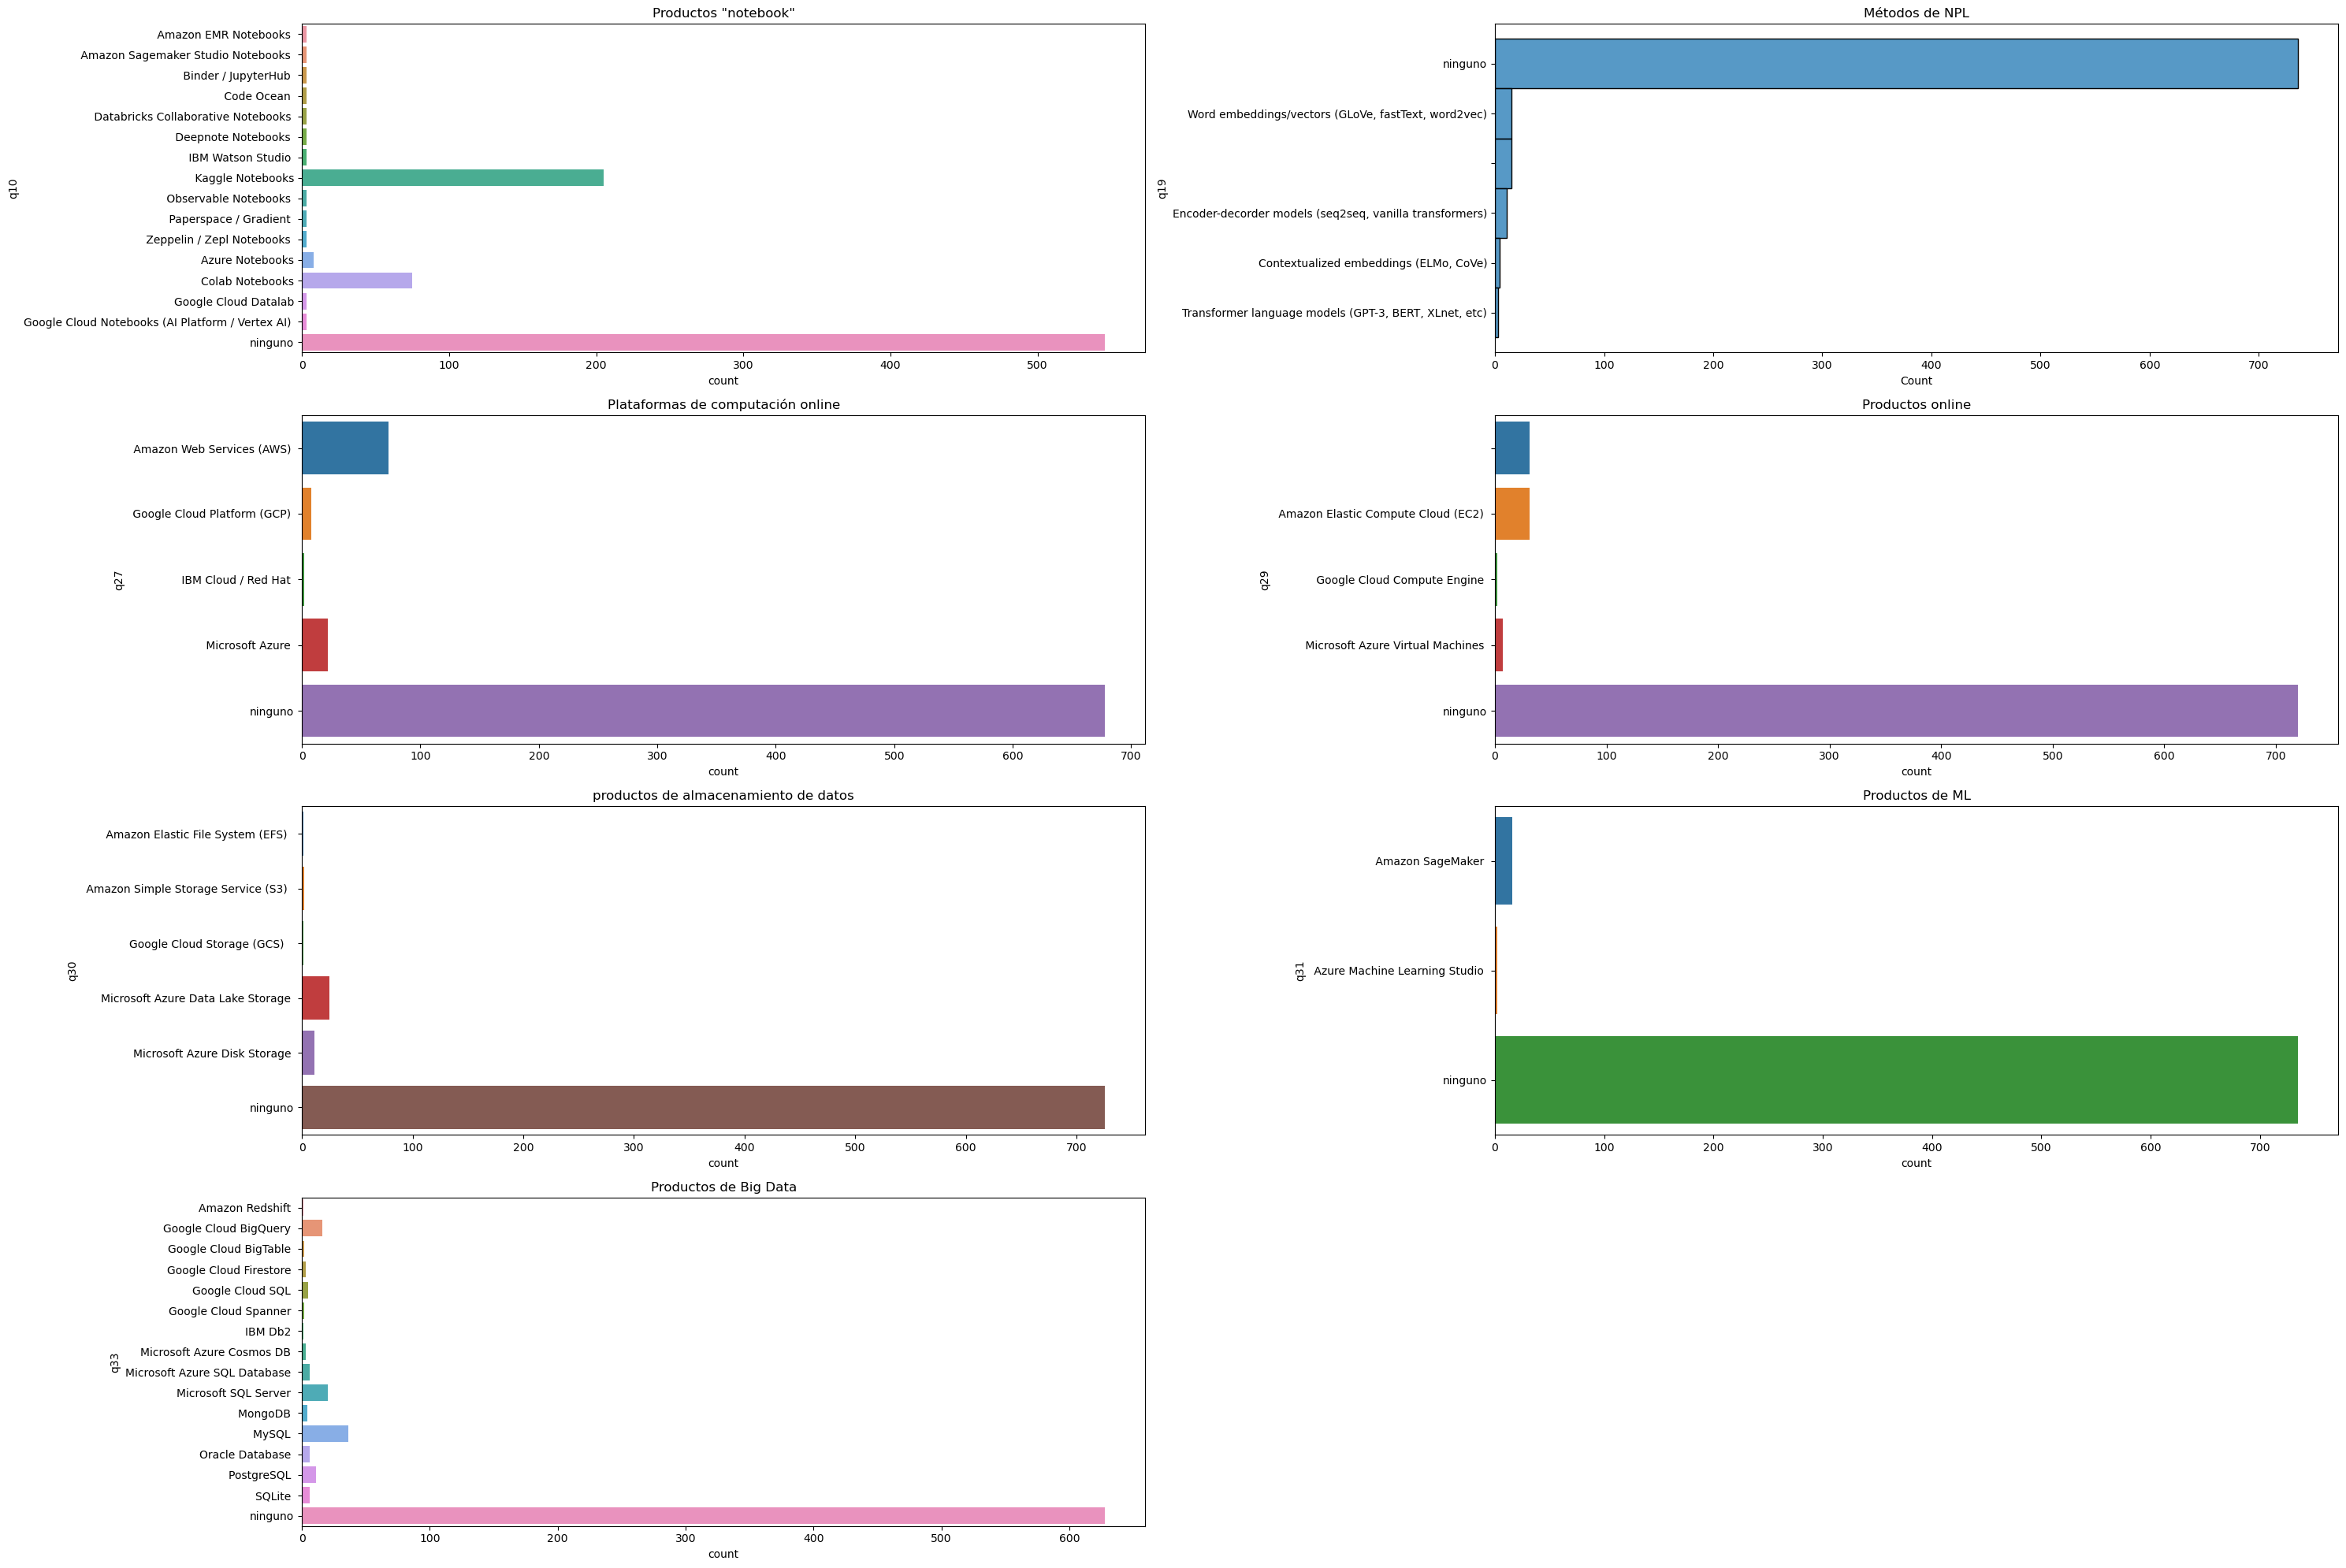 Productos "notebook"
Amazon EMR Notebooks
Amazon Sagemaker Studio Notebooks
Binder / JupyterHub
Code Ocean
Databricks Collaborative Notebooks
Deepnote Notebooks
IBM Watson Studio
Kaggle Notebooks
Observable Notebooks
Paperspace / Gradient
Zeppelin / Zepl Notebooks
Azure Notebooks
Colab Notebooks
Google Cloud Datalab
Google Cloud Notebooks (AI Platform / Vertex AI)
ninguno
q10
0 100 200 300 400 500
count
Métodos de NPL
ninguno
Word embeddings/vectors (GLoVe, fastText, word2vec)
Encoder-decorder models (seq2seq, vanilla transformers)
Contextualized embeddings (ELMo, CoVe)
Transformer language models (GPT-3, BERT, XLnet, etc)
q19
0 100 200 300 400 500 600 700
Count
Plataformas de computación online
Amazon Web Services (AWS)
Google Cloud Platform (GCP)
IBM Cloud / Red Hat
Microsoft Azure
ninguno
q27
0 100 200 300 400 500 600 700
count
Productos online
Amazon Elastic Compute Cloud (EC2)
Google Cloud Compute Engine
Microsoft Azure Virtual Machines
ninguno
q29
0 100 200 300 400 500 600 700
count
productos de almacenamiento de datos
Amazon Elastic File System (EFS)
Amazon Simple Storage Service (S3)
Google Cloud Storage (GCS)
Microsoft Azure Data Lake Storage
Microsoft Azure Disk Storage
ninguno
q30
0 100 200 300 400 500 600 700
count
Productos de ML
Amazon SageMaker
Azure Machine Learning Studio
ninguno
q31
0 100 200 300 400 500 600 700
count
Productos de Big Data
Amazon Redshift
Google Cloud BigQuery
Google Cloud BigTable
Google Cloud Firestore
Google Cloud SQL
Google Cloud Spanner
IBM Db2
Microsoft Azure Cosmos DB
Microsoft Azure SQL Database
Microsoft SQL Server
MongoDB
MySQL
Oracle Database
PostgreSQL
SQLite
ninguno
q33
0 100 200 300 400 500 600
count